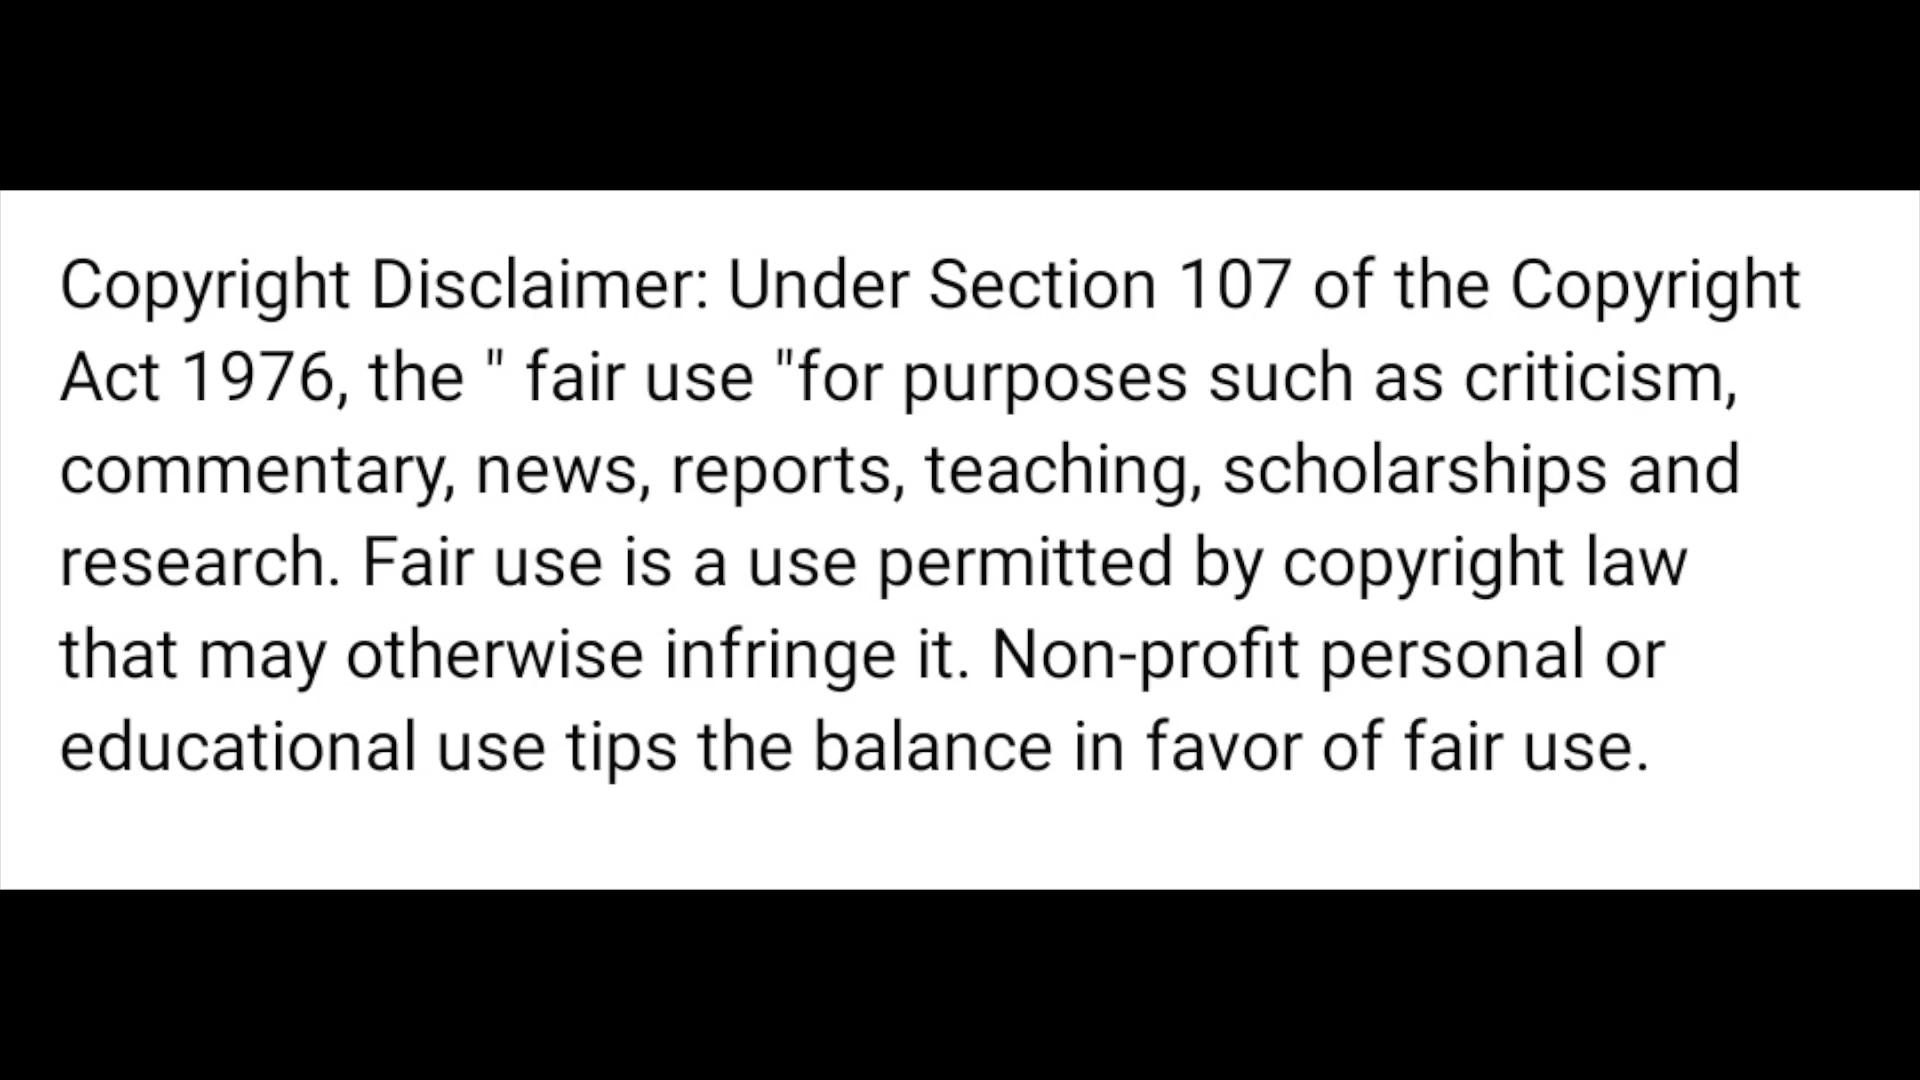 Copyright Disclaimer: Under Section 107 of the Copyright
Act 1976, the " fair use "for purposes such as criticism,
commentary, news, reports, teaching, scholarships and
research. Fair use is a use permitted by copyright law
that may otherwise infringe it. Non-profit personal or
educational use tips the balance in favor of fair use.